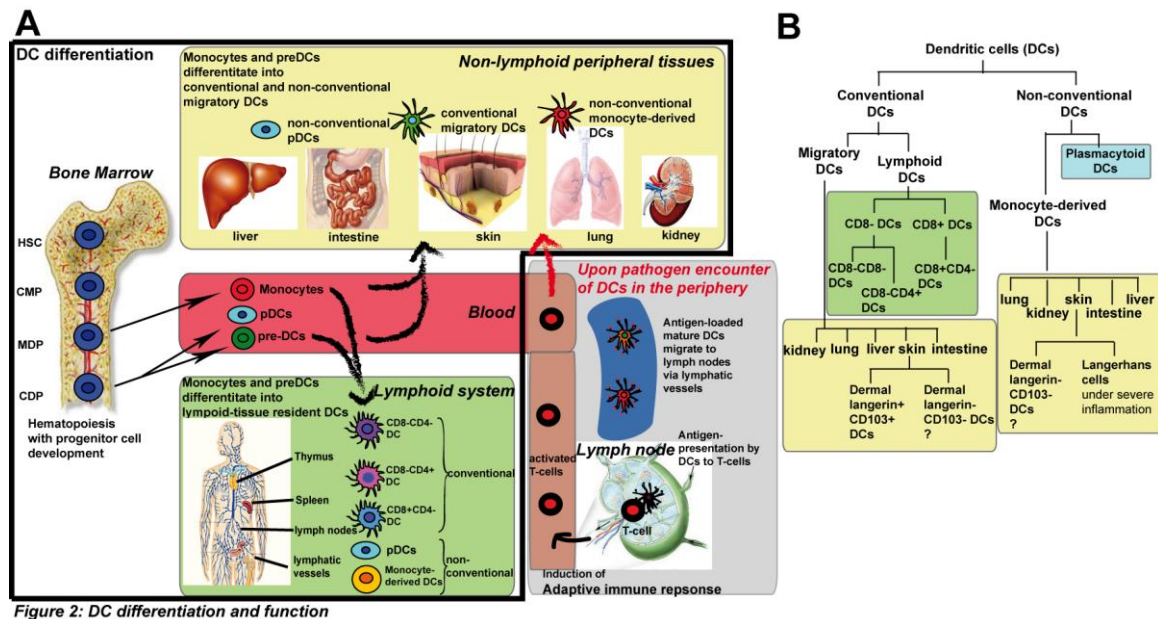 A
DC differentiation
Monocytes and preDCs
differentitate into
conventional and non-conventional
migratory DCs
Non-lymphoid peripheral tissues
non-conventional
pDCs
conventional
migratory DCs
non-conventional
monocyte-derived
DCs
liver
intestine
skin
lung
kidney
Bone Marrow
HSC
CMP
MDP
CDP
Hematopoiesis
with progenitor cell
development
Monocytes
pDCs
pre-DCs
Blood
Monocytes and preDCs
differentitate into
lympoid-tissue resident DCs
Lymphoid system
Thymus
Spleen
lymph nodes
lymphatic
vessels
CD8-CD4-
DC
CD8-CD4+
DC
CD8+CD4-
DC
conventional
pDCs
Monocyte-
derived DCs
non-
conventional
Upon pathogen encounter
of DCs in the periphery
Antigen-loaded
mature DCs
migrate to
lymph nodes
via lymphatic
vessels
activated
T-cells
Lymph node
Antigen-
presentation by
DCs to T-cells
T-cell
Induction of
Adaptive immune repsonse
Figure 2: DC differentiation and function
B
Dendritic cells (DCs)
Conventional
DCs
Non-conventional
DCs
Migratory
DCs
Lymphoid
DCs
Plasmacytoid
DCs
CD8- DCs
CD8+ DCs
CD8-CD8-
DCs
CD8-CD4+
DCs
CD8+CD4-
DCs
Monocyte-derived
DCs
kidney
lung
liver
skin
intestine
Dermal
langerin+
CD103+
DCs
Dermal
langerin-
CD103- DCs
?
lung
kidney
skin
intestine
liver
Dermal
langerin-
CD103-
DCs
?
Langerhans
cells
under severe
inflammation